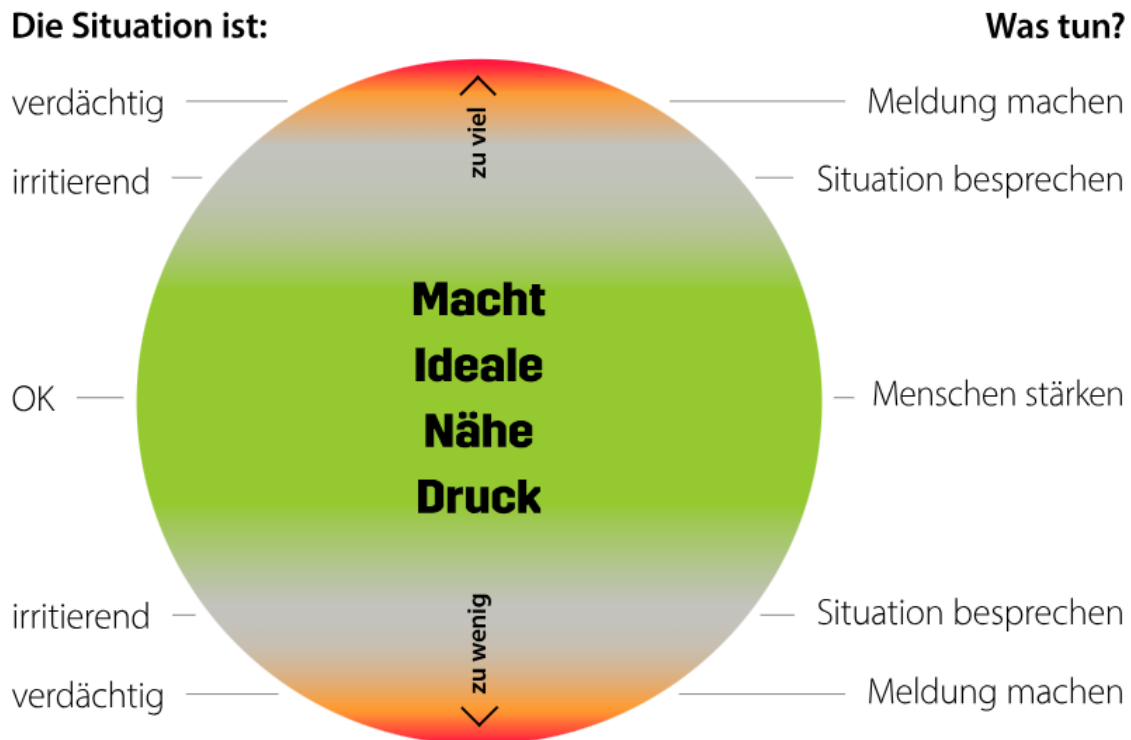 Die Situation ist:
Was tun?
verdächtig
zu viel
Meldung machen
irritierend
Situation besprechen
Macht
Ideale
OK
Menschen stärken
Nähe
Druck
irritierend
zu wenig
Situation besprechen
verdächtig
Meldung machen